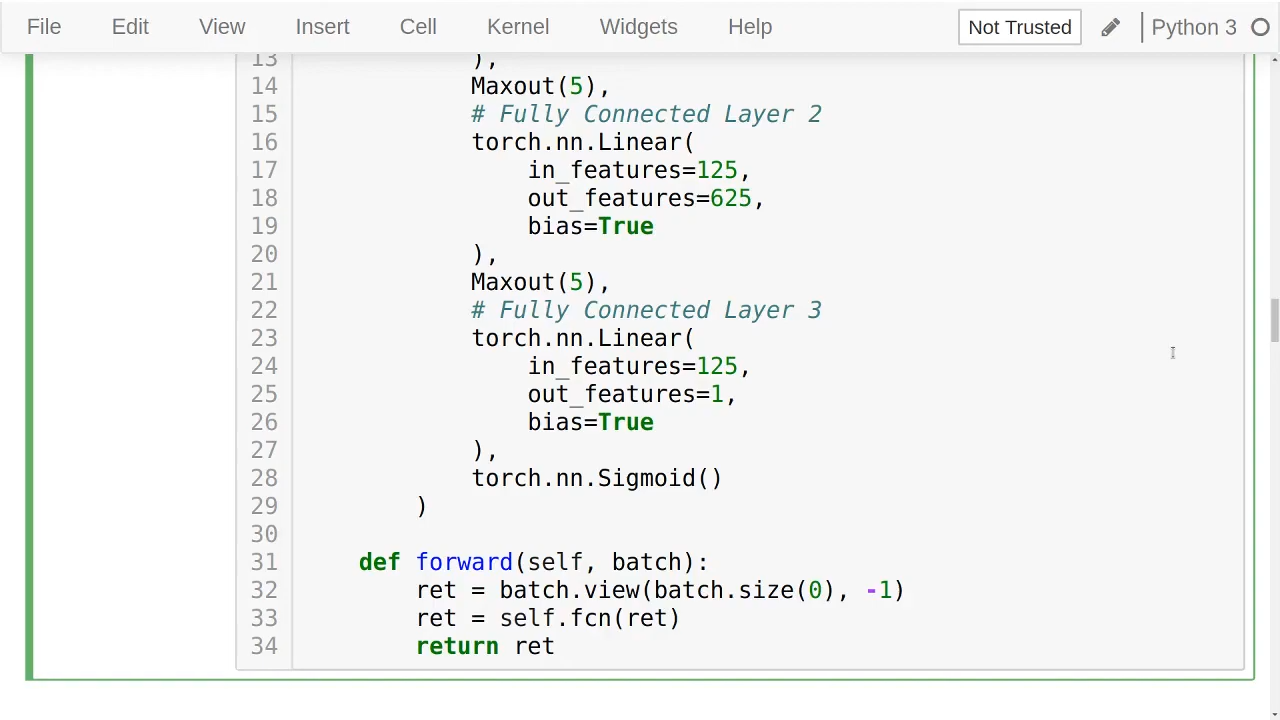 File Edit View Insert Cell Kernel Widgets Help Not Trusted Python 3
13 ),
14 Maxout(5),
15 # Fully Connected Layer 2
16 torch.nn.Linear(
17 in_features=125,
18 out_features=625,
19 bias=True
20 ),
21 Maxout(5),
22 # Fully Connected Layer 3
23 torch.nn.Linear(
24 in_features=125,
25 out_features=1,
26 bias=True
27 ),
28 torch.nn.Sigmoid()
29 )
30
31 def forward(self, batch):
32 ret = batch.view(batch.size(0), -1)
33 ret = self.fcn(ret)
34 return ret